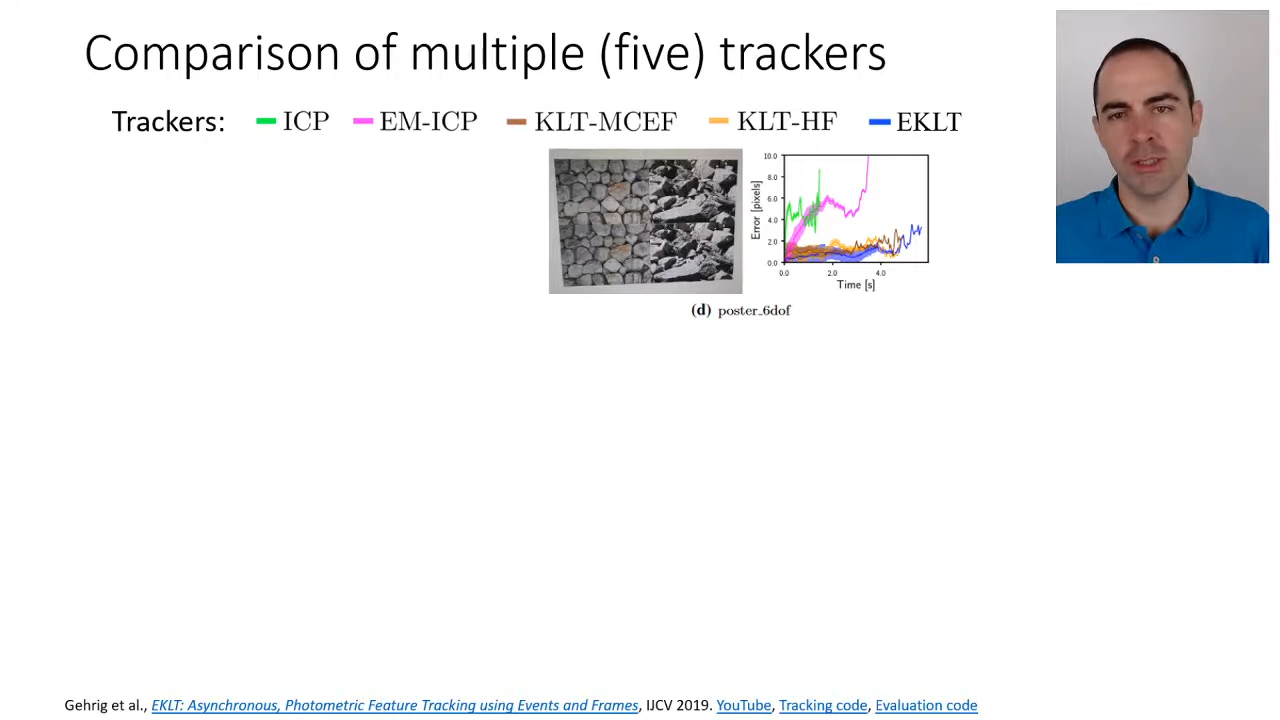 Comparison of multiple (five) trackers
Trackers: ICP EM-ICP KLT-MCEF KLT-HF EKLT
10.0
8.0
6.0
4.0
2.0
0.0
Error [pixels]
0.0 2.0 4.0
Time [s]
(d) poster_6dof
Gehrig et al., EKLT: Asynchronous, Photometric Feature Tracking using Events and Frames, IJCV 2019. YouTube, Tracking code, Evaluation code